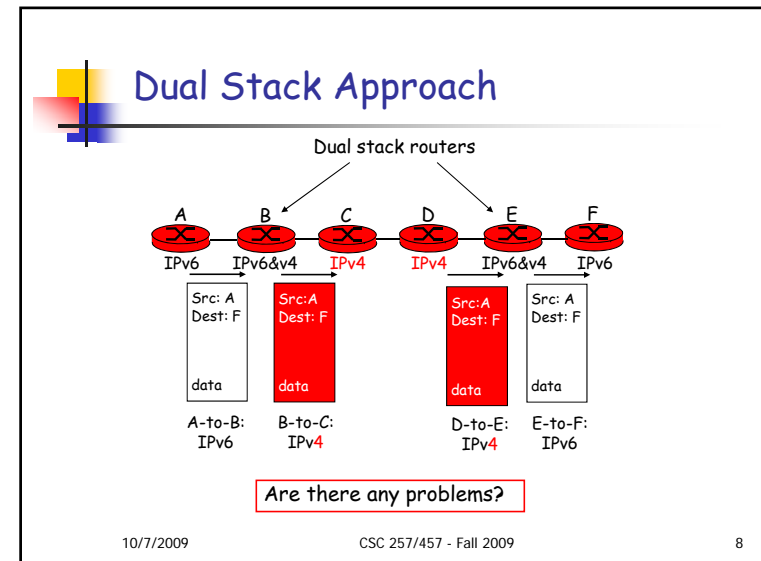 Dual Stack Approach
Dual stack routers
A B C D E F
IPv6 IPv6&v4 IPv4 IPv4 IPv6&v4 IPv6
Src: A Src:A Src: A Src: A
Dest: F Dest: F Dest: F Dest: F
data data data data
A-to-B: B-to-C: D-to-E: E-to-F:
IPv6 IPv4 IPv4 IPv6
Are there any problems?
10/7/2009 CSC 257/457 - Fall 2009 8